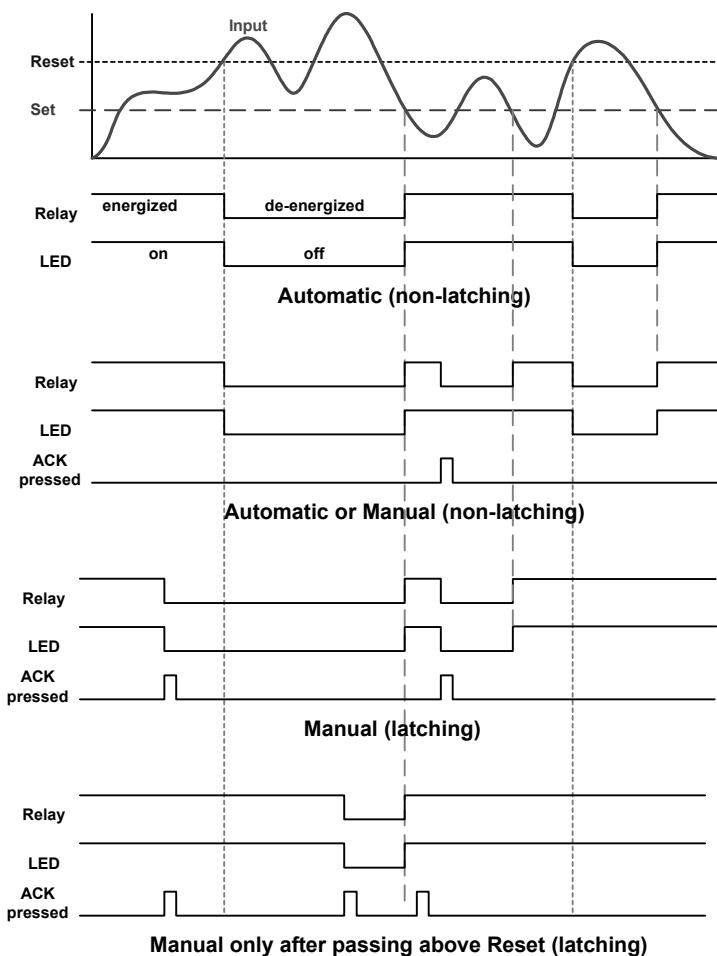 Input
Reset
Set
energized de-energized
Relay
on off
LED
Automatic (non-latching)
Relay
LED
ACK
pressed
Automatic or Manual (non-latching)
Relay
LED
ACK
pressed
Manual (latching)
Relay
LED
ACK
pressed
Manual only after passing above Reset (latching)